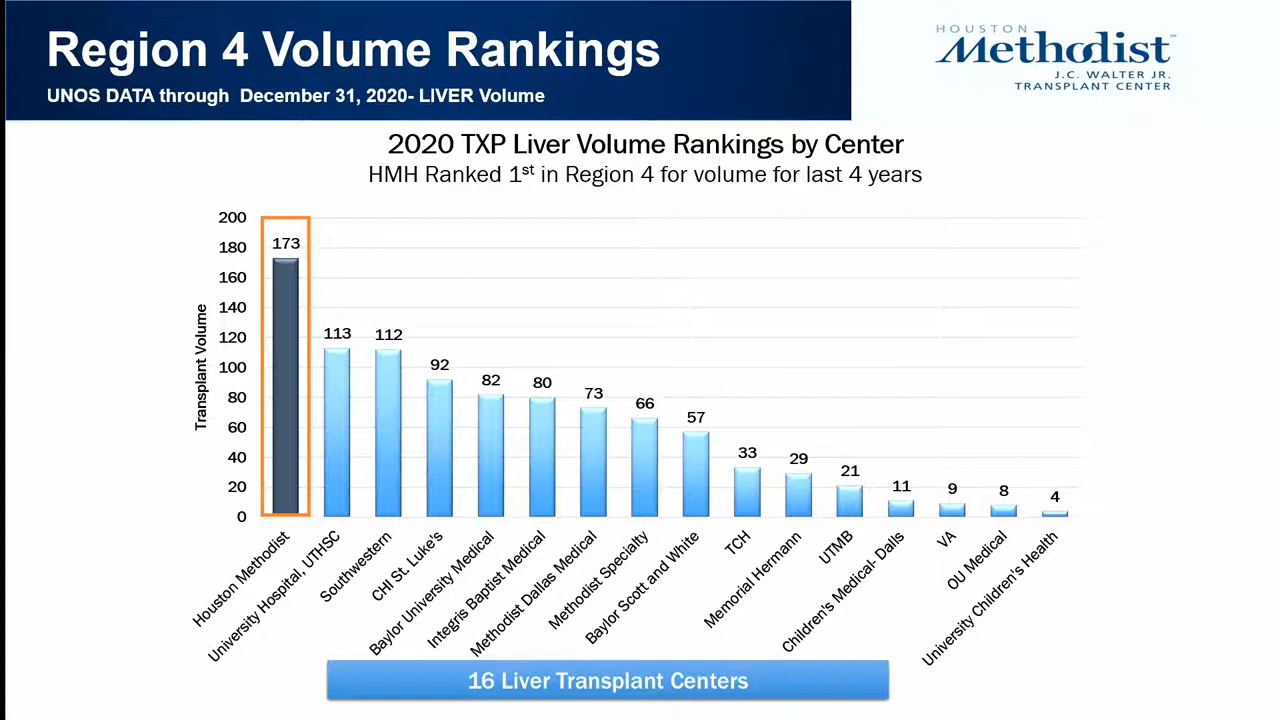 Region 4 Volume Rankings
UNOS DATA through December 31, 2020- LIVER Volume
HOUSTON
Methodist
J.C. WALTER JR.
TRANSPLANT CENTER
2020 TXP Liver Volume Rankings by Center
HMH Ranked 1st in Region 4 for volume for last 4 years
Transplant Volume
200
180
160
140
120
100
80
60
40
20
0
173
113
112
92
82
80
73
66
57
33
29
21
11
9
8
4
Houston Methodist
University Hospital, UTHSC
Southwestern
CHI St. Luke's
Baylor University Medical
Integris Baptist Medical
Methodist Dallas Medical
Methodist Specialty
Baylor Scott and White
TCH
Memorial Hermann
UTMB
Children's Medical- Dalls
VA
OU Medical
University Children's Health
16 Liver Transplant Centers